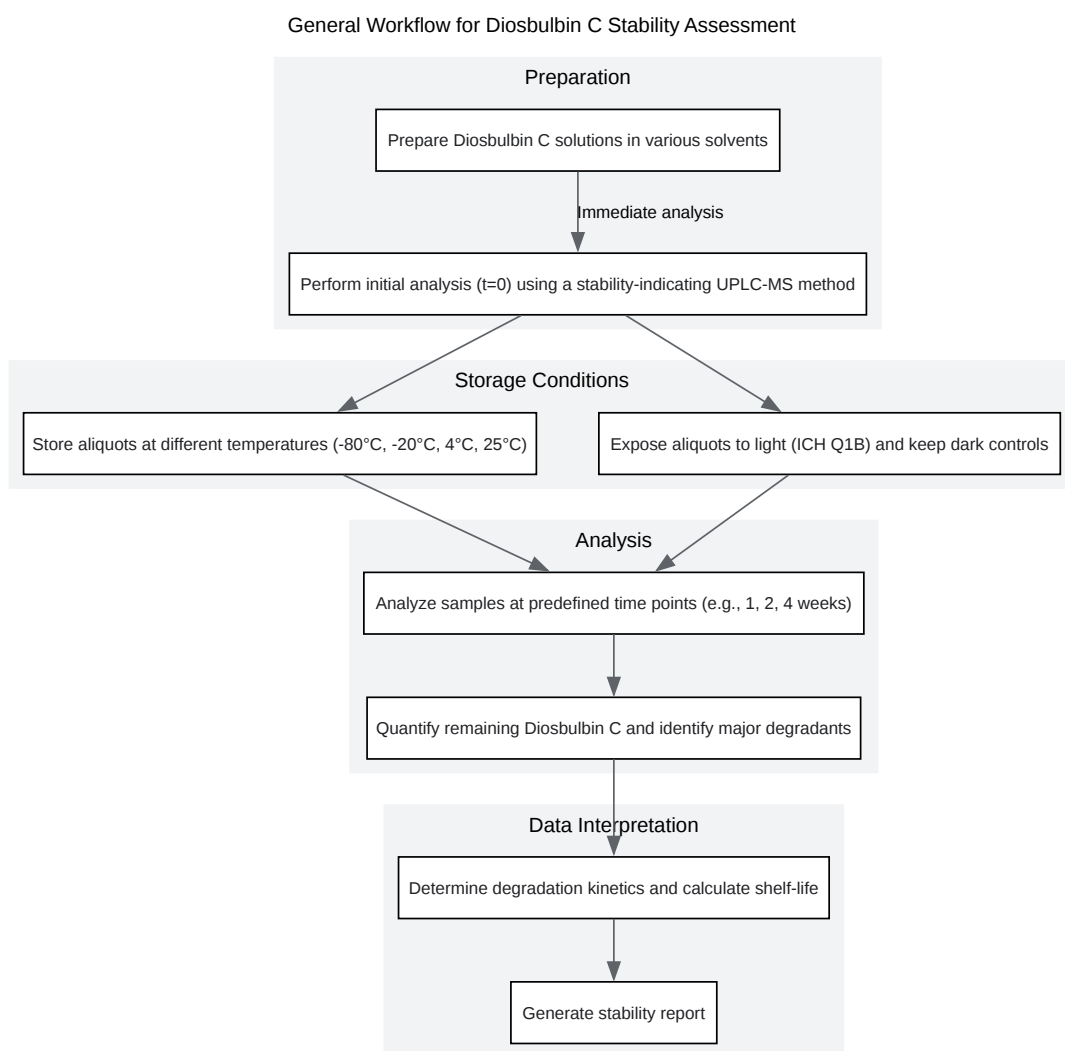 General Workflow for Diosbulbin C Stability Assessment
Preparation
Prepare Diosbulbin C solutions in various solvents
Immediate analysis
Perform initial analysis (t=0) using a stability-indicating UPLC-MS method
Storage Conditions
Store aliquots at different temperatures (-80°C, -20°C, 4°C, 25°C)
Expose aliquots to light (ICH Q1B) and keep dark controls
Analysis
Analyze samples at predefined time points (e.g., 1, 2, 4 weeks)
Quantify remaining Diosbulbin C and identify major degradants
Data Interpretation
Determine degradation kinetics and calculate shelf-life
Generate stability report